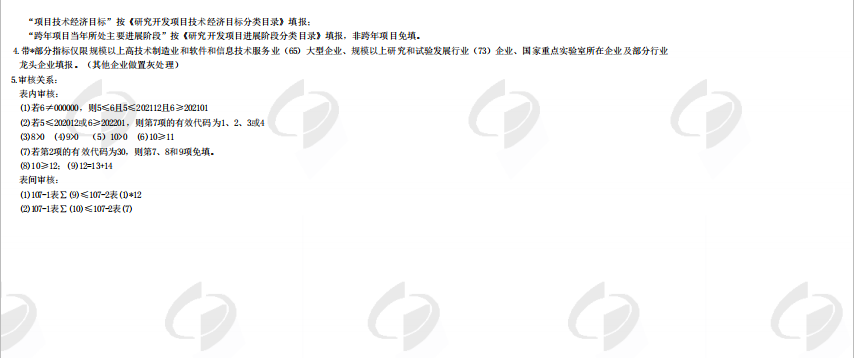 “项目技术经济目标”按《研究开发项目技术经济目标分类目录》填报；
“跨年项目当年所处主要进展阶段”按《研究开发项目进展阶段分类目录》填报，非跨年项目免填。
4.带*部分指标仅限规模以上高技术制造业和软件和信息技术服务业（65）大型企业、规模以上研究和试验发展行业（73）企业、国家重点实验室所在企业及部分行业
龙头企业填报。（其他企业做置灰处理）
5.审核关系：
表内审核：
(1)若6≠000000，则5≤6且5≤202112且6≥202101
(2)若5≤202012或6≥202201，则第7项的有效代码为1、2、3或4
(3)8>0 (4)9>0 （5）10>0 (6)10≥11
(7)若第2项的有效代码为30，则第7、8和9项免填。
(8)10≥12；(9)12=13+14
表间审核：
(1)107-1表∑(9)≤107-2表(1)*12
(2)107-1表∑(10)≤107-2表(7)